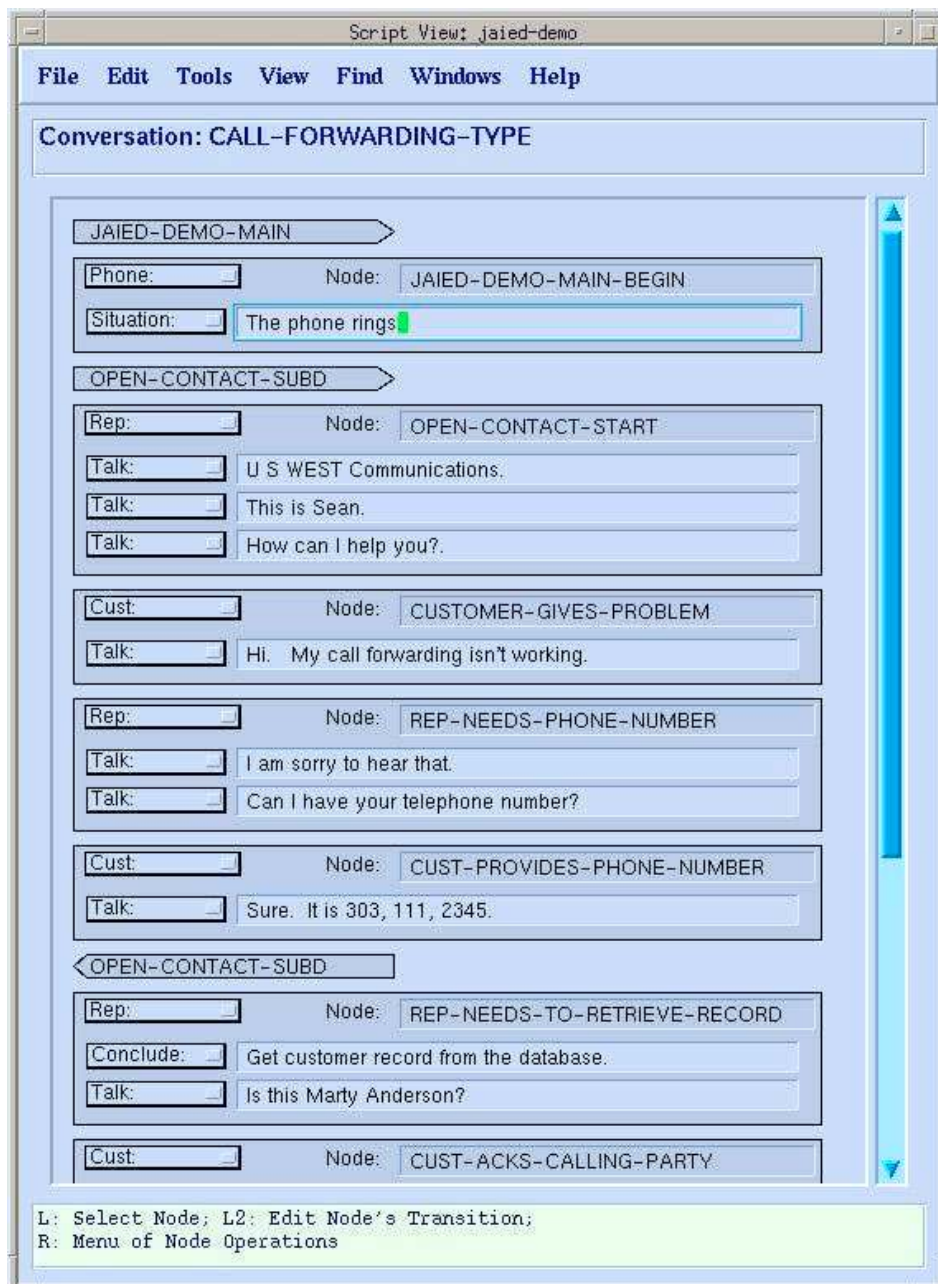 Script View: jaied-demo
File Edit Tools View Find Windows Help
Conversation: CALL-FORWARDING-TYPE
JAIED-DEMO-MAIN
Phone: Node: JAIED-DEMO-MAIN-BEGIN
Situation: The phone rings
OPEN-CONTACT-SUBD
Rep: Node: OPEN-CONTACT-START
Talk: U S WEST Communications.
Talk: This is Sean.
Talk: How can I help you?.
Cust: Node: CUSTOMER-GIVES-PROBLEM
Talk: Hi. My call forwarding isn't working.
Rep: Node: REP-NEEDS-PHONE-NUMBER
Talk: I am sorry to hear that.
Talk: Can I have your telephone number?
Cust: Node: CUST-PROVIDES-PHONE-NUMBER
Talk: Sure. It is 303, 111, 2345.
OPEN-CONTACT-SUBD
Rep: Node: REP-NEEDS-TO-RETRIEVE-RECORD
Conclude: Get customer record from the database.
Talk: Is this Marty Anderson?
Cust: Node: CUST-ACKS-CALLING-PARTY
L: Select Node; L2: Edit Node's Transition;
R: Menu of Node Operations